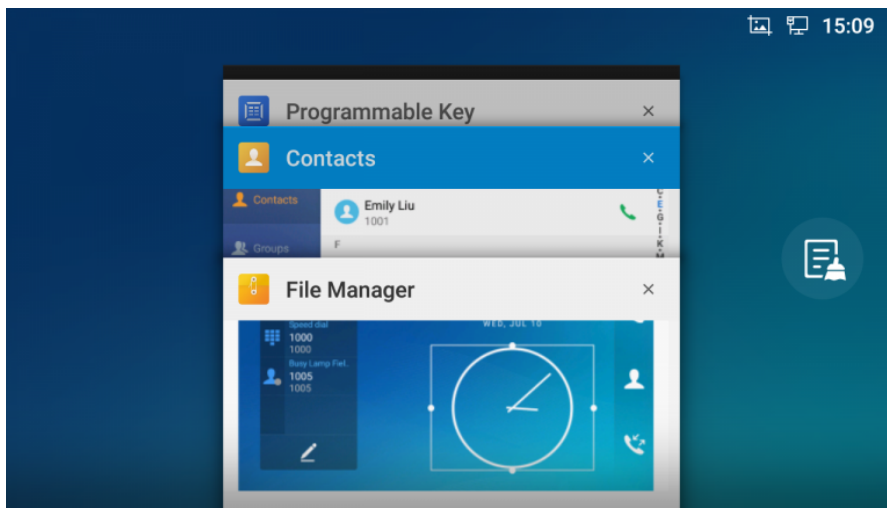 15:09
Programmable Key
Contacts
Contacts
Emily Liu
1001
Groups
F
C
E
G
I
K
M
File Manager
Speed dial
1000
1000
Busy Lamp Fiel..
1005
1005
WED, JUL 10